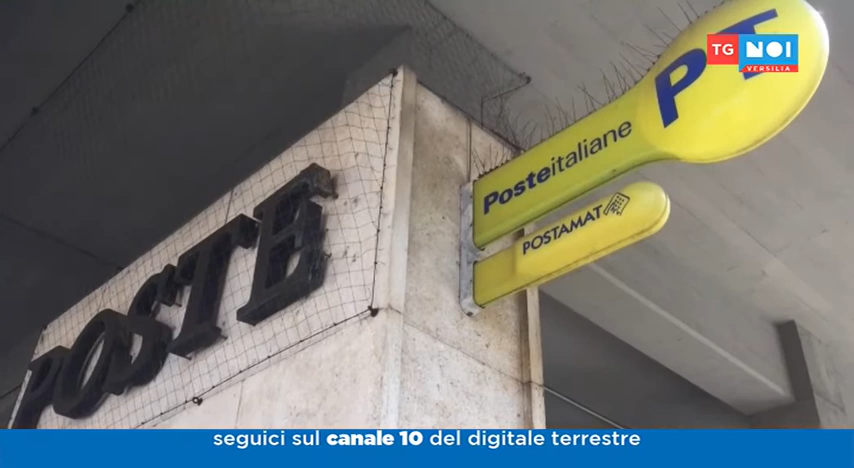 TG NOI
VERSILIA
PT
Posteitaliane
POSTAMAT
POSTE
seguici sul canale 10 del digitale terrestre